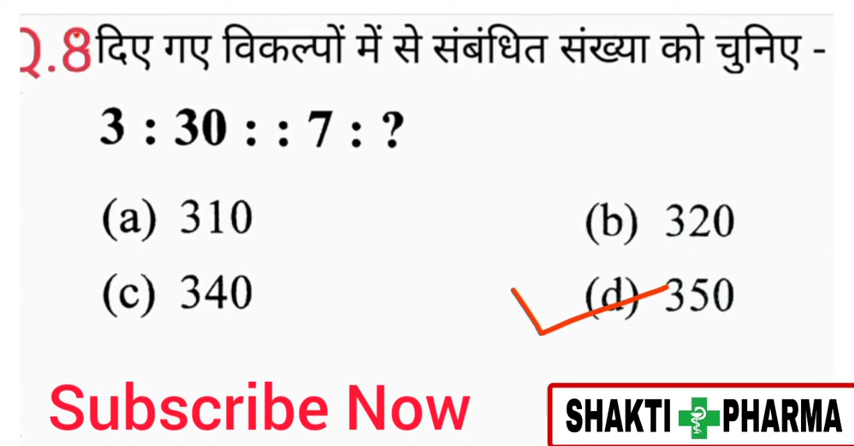 Q.8 दिए गए विकल्पों में से संबंधित संख्या को चुनिए -
3 : 30 : : 7 : ?
(a) 310 (b) 320
(c) 340 (d) 350
Subscribe Now
SHAKTI PHARMA